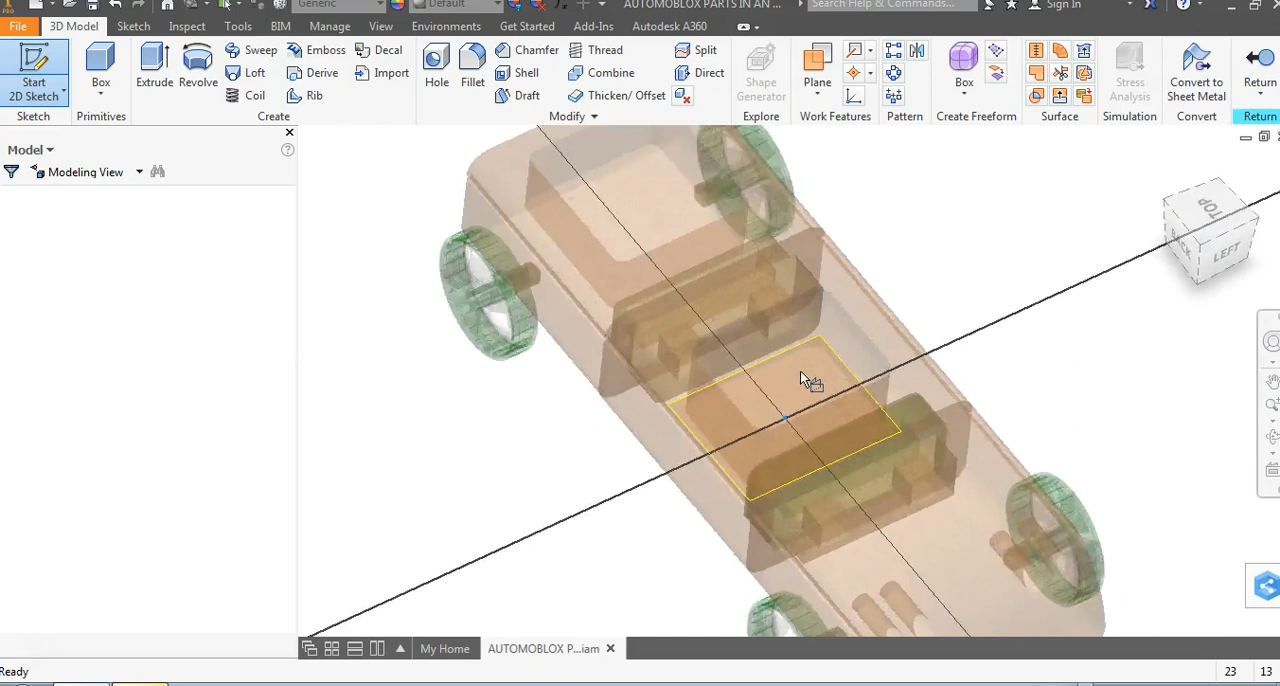 Generic
Default
AUTOMOBLOX PARTS IN AN ...
Search Help & Commands...
Sign In
PRO
File
3D Model
Sketch
Inspect
Tools
BIM
Manage
View
Environments
Get Started
Add-Ins
Autodesk A360
Start
2D Sketch
Sketch
Box
Primitives
Extrude
Revolve
Sweep
Loft
Coil
Emboss
Derive
Rib
Decal
Import
Create
Hole
Fillet
Chamfer
Shell
Draft
Thread
Combine
Thicken/ Offset
Split
Direct
Modify
Shape
Generator
Explore
Plane
Work Features
Pattern
Box
Create Freeform
Surface
Stress
Analysis
Simulation
Convert to
Sheet Metal
Convert
Return
Return
Model
Modeling View
TOP
BACK
LEFT
My Home
AUTOMOBLOX P...iam
Ready
23
13